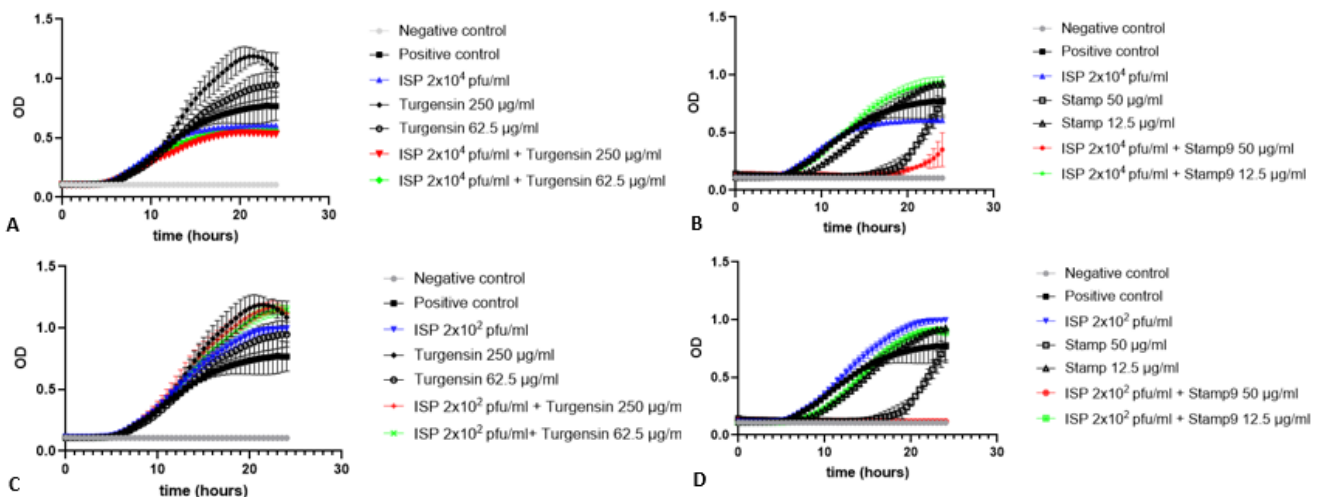 1.5
1.0
0.5
0.0
OD
0
10
20
30
time (hours)
A
Negative control
Positive control
ISP 2x10⁴ pfu/ml
Turgensin 250 µg/ml
Turgensin 62.5 µg/ml
ISP 2x10⁴ pfu/ml + Turgensin 250 µg/ml
ISP 2x10⁴ pfu/ml + Turgensin 62.5 µg/ml
1.5
1.0
0.5
0.0
OD
0
10
20
30
time (hours)
B
Negative control
Positive control
ISP 2x10⁴ pfu/ml
Stamp 50 µg/ml
Stamp 12.5 µg/ml
ISP 2x10⁴ pfu/ml + Stamp9 50 µg/ml
ISP 2x10⁴ pfu/ml + Stamp9 12.5 µg/ml
1.5
1.0
0.5
0.0
OD
0
10
20
30
time (hours)
C
Negative control
Positive control
ISP 2x10² pfu/ml
Turgensin 250 µg/ml
Turgensin 62.5 µg/ml
ISP 2x10² pfu/ml + Turgensin 250 µg/m
ISP 2x10² pfu/ml+ Turgensin 62.5 µg/m
1.5
1.0
0.5
0.0
OD
0
10
20
30
time (hours)
D
Negative control
Positive control
ISP 2x10² pfu/ml
Stamp 50 µg/ml
Stamp 12.5 µg/ml
ISP 2x10² pfu/ml + Stamp9 50 µg/ml
ISP 2x10² pfu/ml + Stamp9 12.5 µg/ml